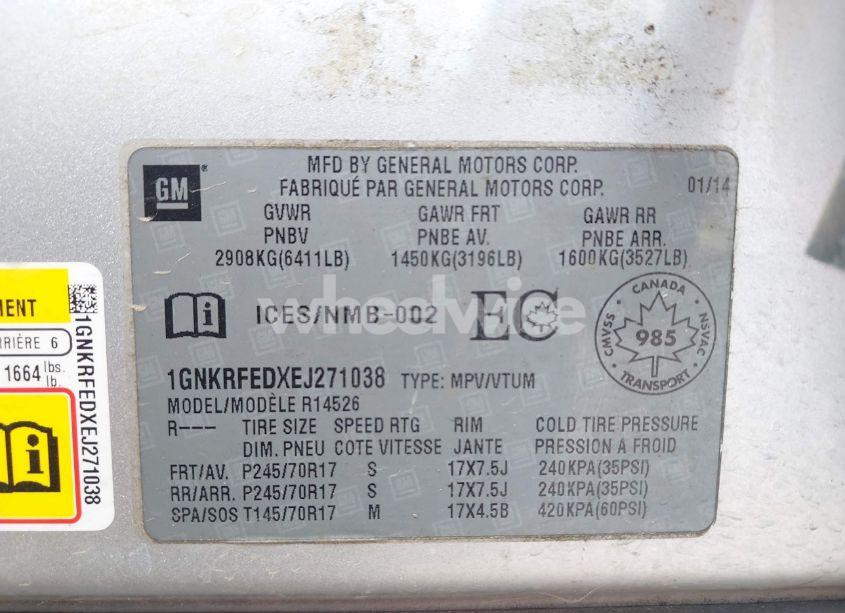 MFD BY GENERAL MOTORS CORP.
FABRIQUÉ PAR GENERAL MOTORS CORP.
01/14
GM
GVWR GAWR FRT GAWR RR
PNBV PNBE AV. PNBE ARR.
2908KG(6411LB) 1450KG(3196LB) 1600KG(3527LB)
wheelwise
ICES/NMB-002 EC
CANADA
CMVSS 985 NSVAC
TRANSPORT
1GNKRFEDXEJ271038 TYPE: MPV/VTUM
MODEL/MODÈLE R14526
R--- TIRE SIZE SPEED RTG RIM COLD TIRE PRESSURE
DIM. PNEU COTE VITESSE JANTE PRESSION A FROID
FRT/AV. P245/70R17 S 17X7.5J 240KPA(35PSI)
RR/ARR. P245/70R17 S 17X7.5J 240KPA(35PSI)
SPA/SOS T145/70R17 M 17X4.5B 420KPA(60PSI)
MENT
RRIÈRE 6
1664 lbs.
lb.
1GNKRFEDXEJ271038